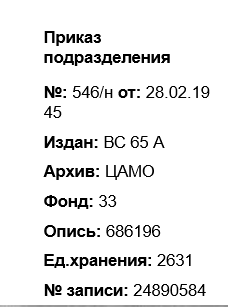 Приказ
подразделения
№: 546/н от: 28.02.19
45
Издан: ВС 65 А
Архив: ЦАМО
Фонд: 33
Опись: 686196
Ед.хранения: 2631
№ записи: 24890584